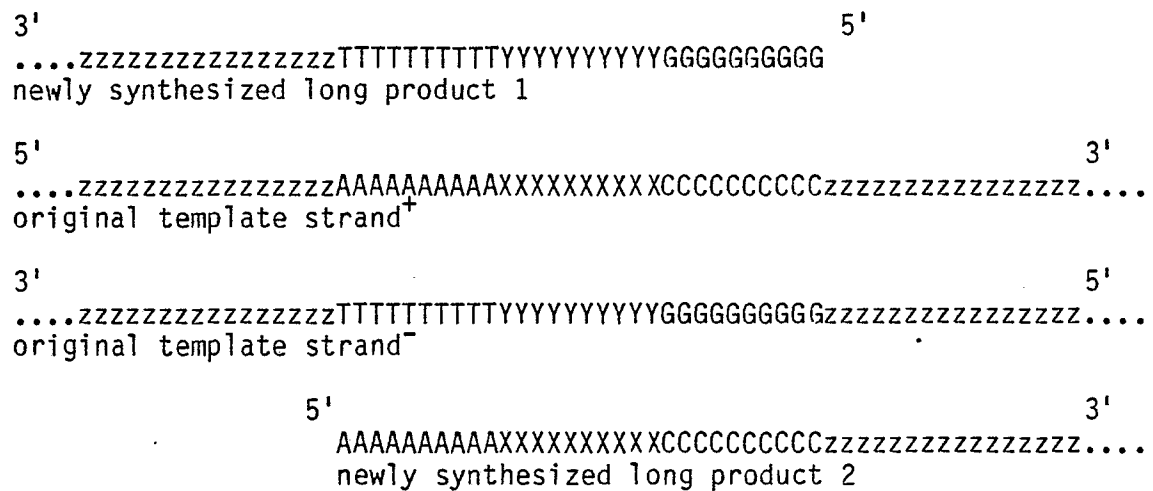 3' 5'
....zzzzzzzzzzzzzzzzTTTTTTTTTTYYYYYYYYYYGGGGGGGGGG
newly synthesized long product 1
5' 3'
....zzzzzzzzzzzzzzzzAAAAAAAAAAXXXXXXXXXXCCCCCCCCCCzzzzzzzzzzzzzzzz....
original template strand⁺
3' 5'
....zzzzzzzzzzzzzzzzTTTTTTTTTTYYYYYYYYYYGGGGGGGGGGzzzzzzzzzzzzzzzz....
original template strand⁻
5' 3'
AAAAAAAAAAXXXXXXXXXXCCCCCCCCCCzzzzzzzzzzzzzzzz....
newly synthesized long product 2